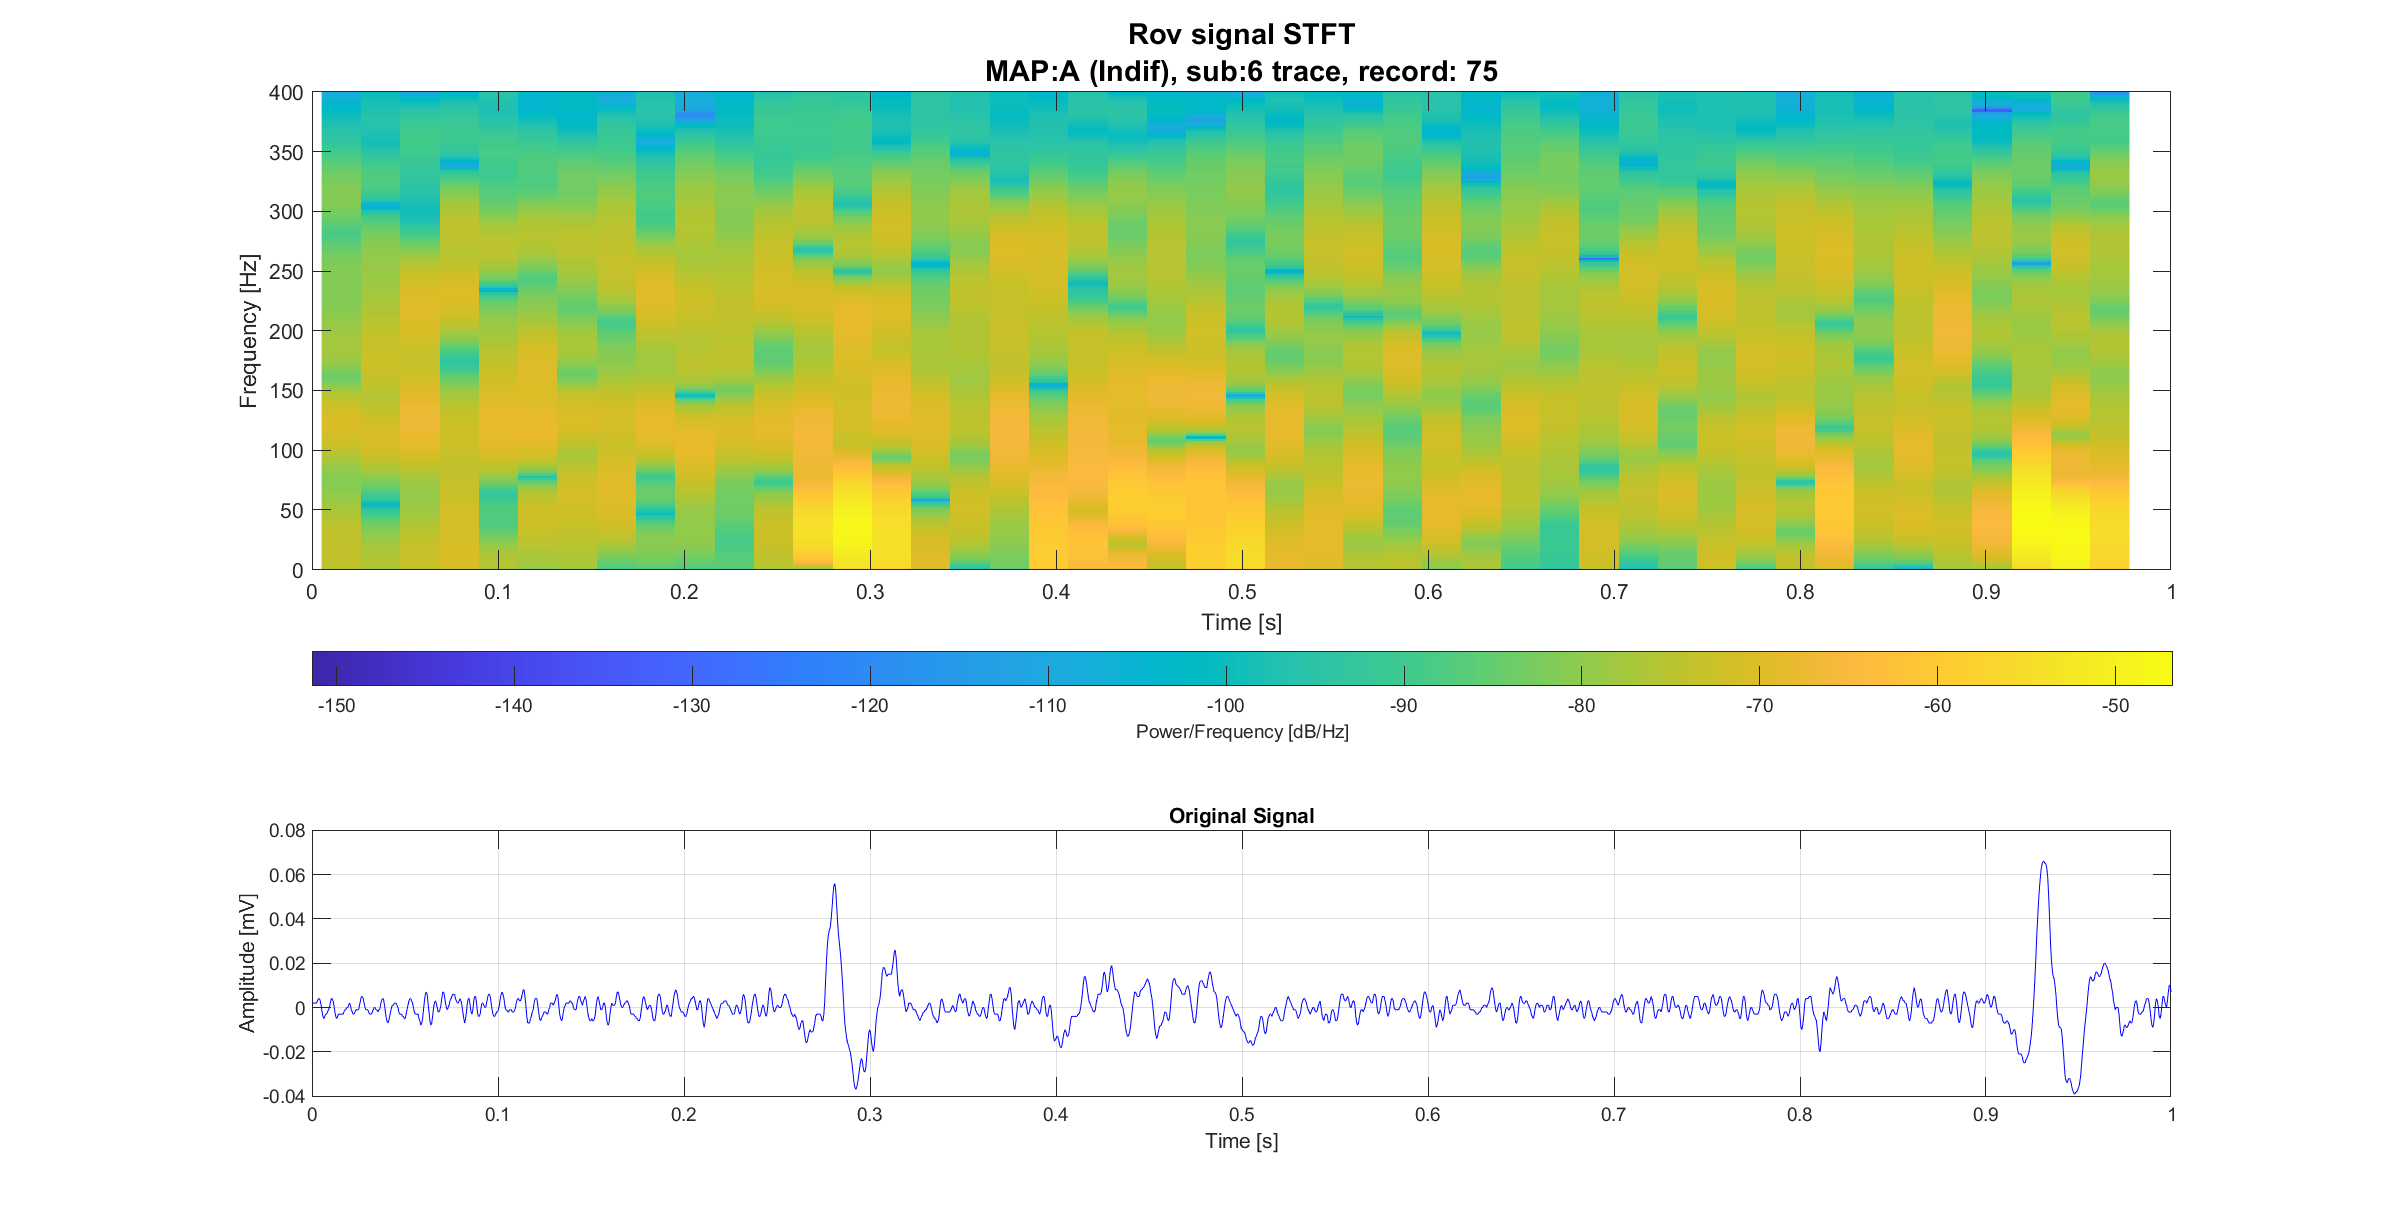 Rov signal STFT
MAP:A (Indif), sub:6 trace, record: 75
400
350
300
250
200
150
100
50
0
Frequency [Hz]
0 0.1 0.2 0.3 0.4 0.5 0.6 0.7 0.8 0.9 1
Time [s]
-150 -140 -130 -120 -110 -100 -90 -80 -70 -60 -50
Power/Frequency [dB/Hz]
Original Signal
0.08
0.06
0.04
0.02
0
-0.02
-0.04
Amplitude [mV]
0 0.1 0.2 0.3 0.4 0.5 0.6 0.7 0.8 0.9 1
Time [s]